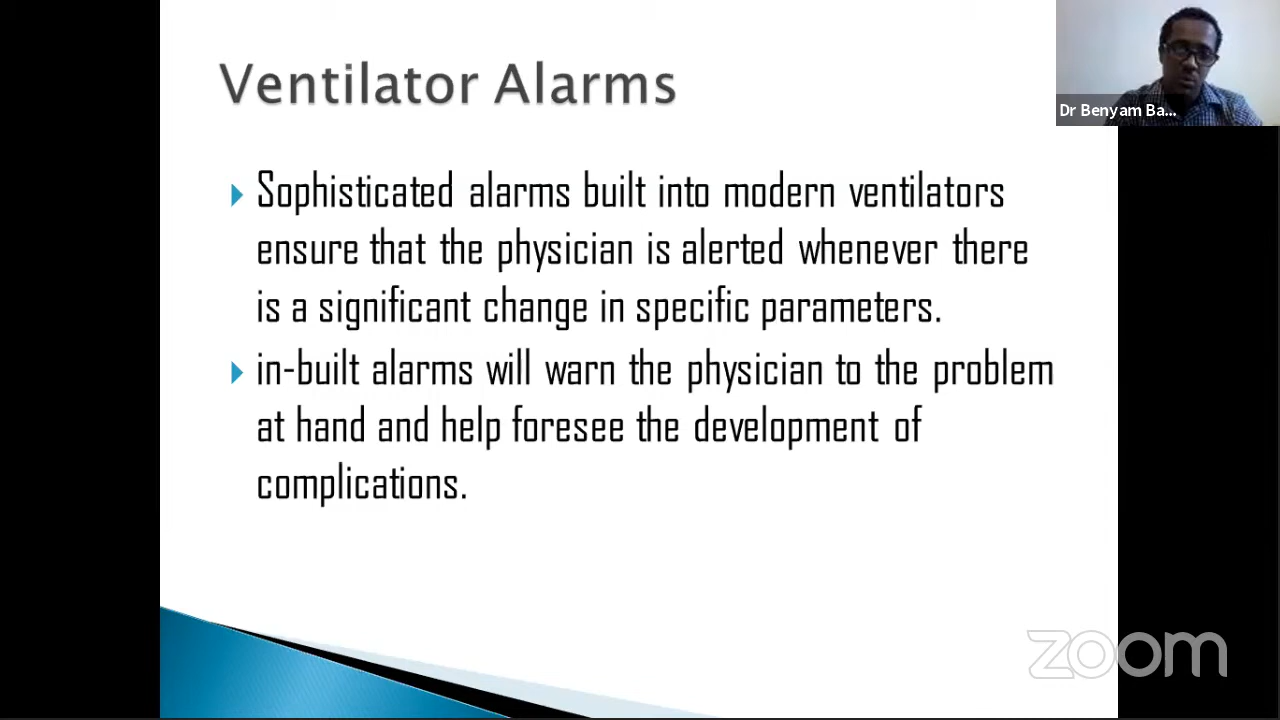 Ventilator Alarms
Sophisticated alarms built into modern ventilators
ensure that the physician is alerted whenever there
is a significant change in specific parameters.
in-built alarms will warn the physician to the problem
at hand and help foresee the development of
complications.
Dr Benyam Ba...
zoom